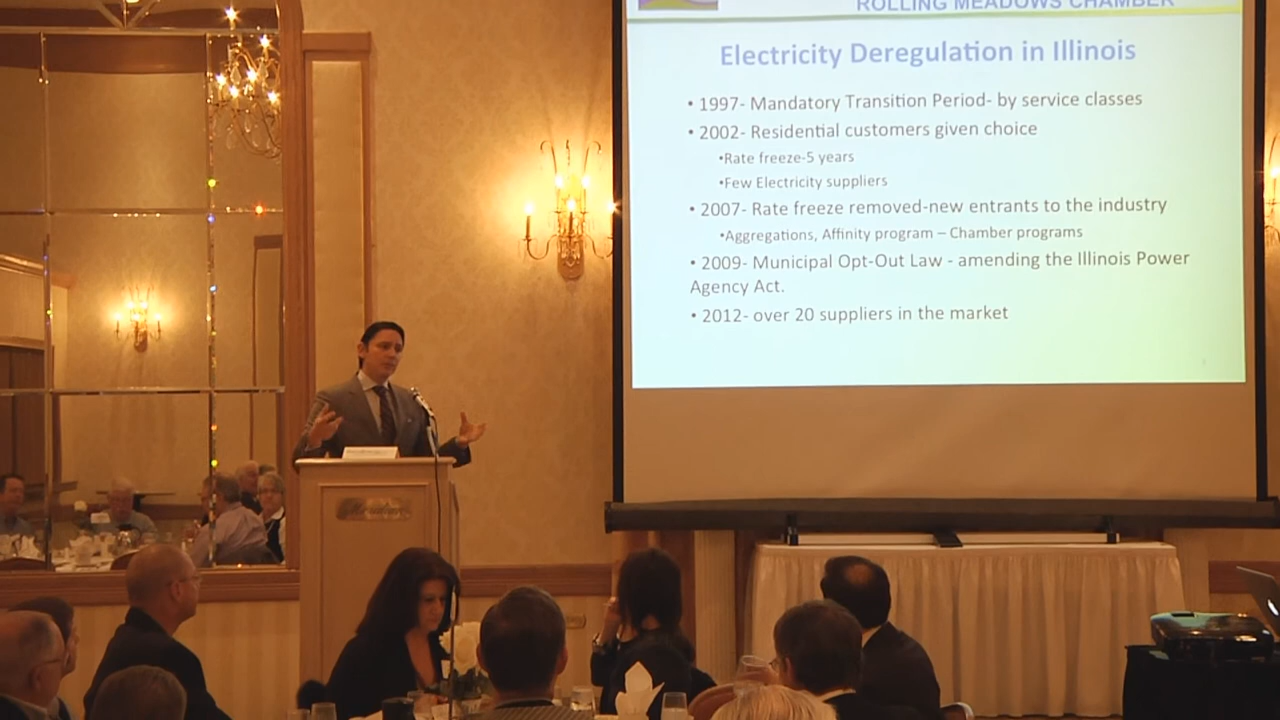 ROLLING MEADOWS CHAMBER
Electricity Deregulation in Illinois
• 1997- Mandatory Transition Period- by service classes
• 2002- Residential customers given choice
•Rate freeze-5 years
•Few Electricity suppliers
• 2007- Rate freeze removed-new entrants to the industry
•Aggregations, Affinity program – Chamber programs
• 2009- Municipal Opt-Out Law - amending the Illinois Power
Agency Act.
• 2012- over 20 suppliers in the market